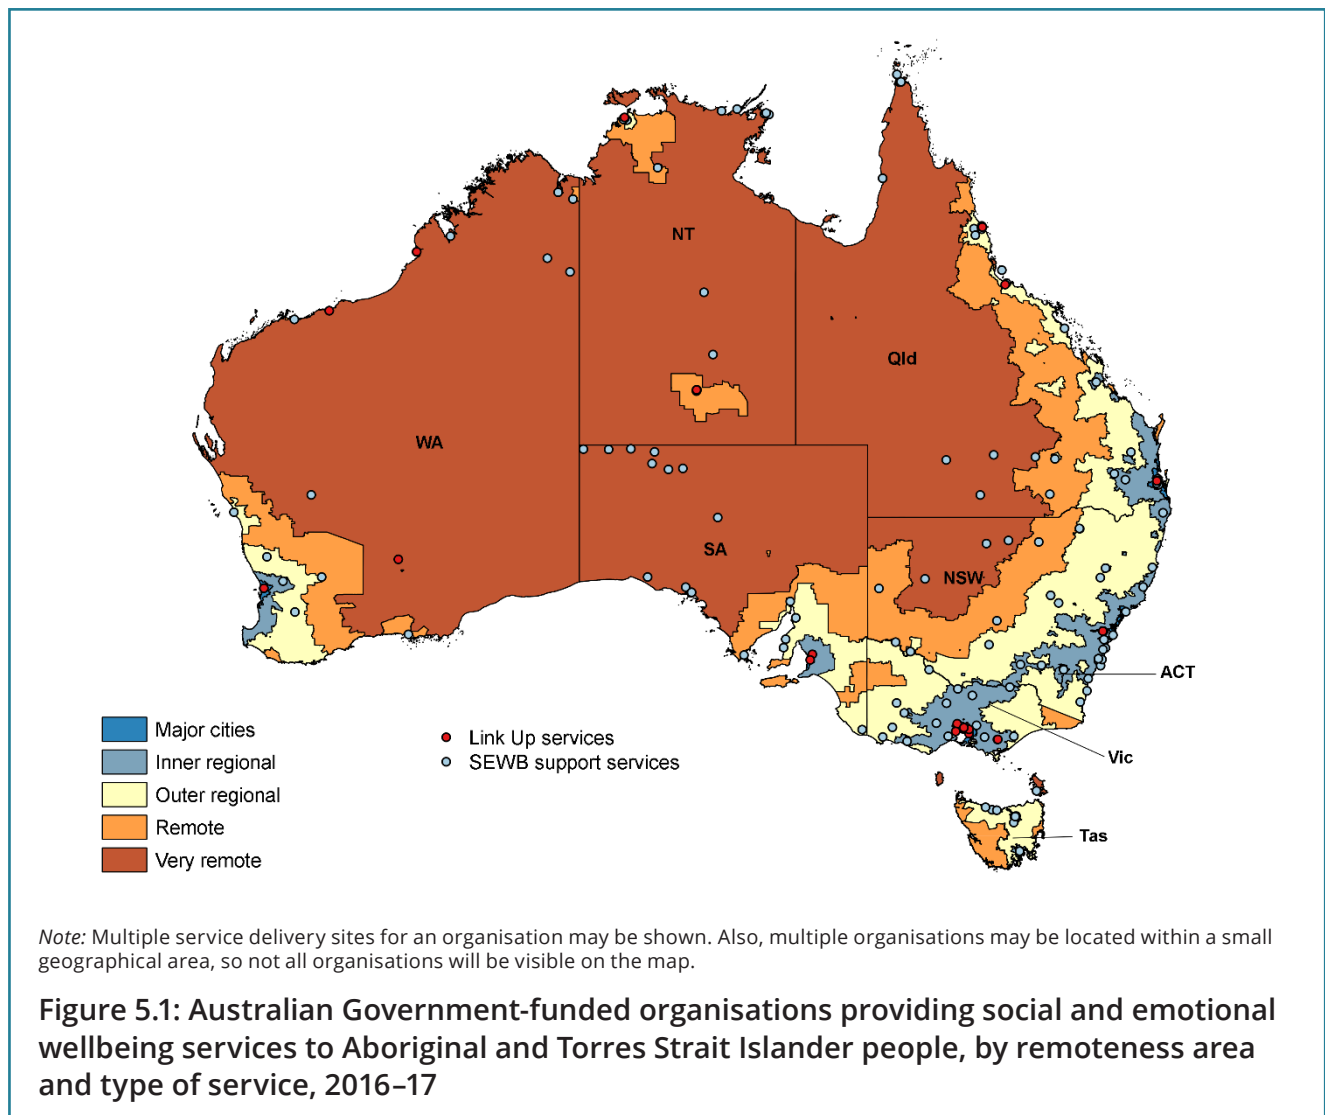 NT
Qld
WA
SA
NSW
ACT
Vic
Tas
Major cities
Inner regional
Outer regional
Remote
Very remote
Link Up services
SEWB support services
Note: Multiple service delivery sites for an organisation may be shown. Also, multiple organisations may be located within a small
geographical area, so not all organisations will be visible on the map.
Figure 5.1: Australian Government-funded organisations providing social and emotional
wellbeing services to Aboriginal and Torres Strait Islander people, by remoteness area
and type of service, 2016–17